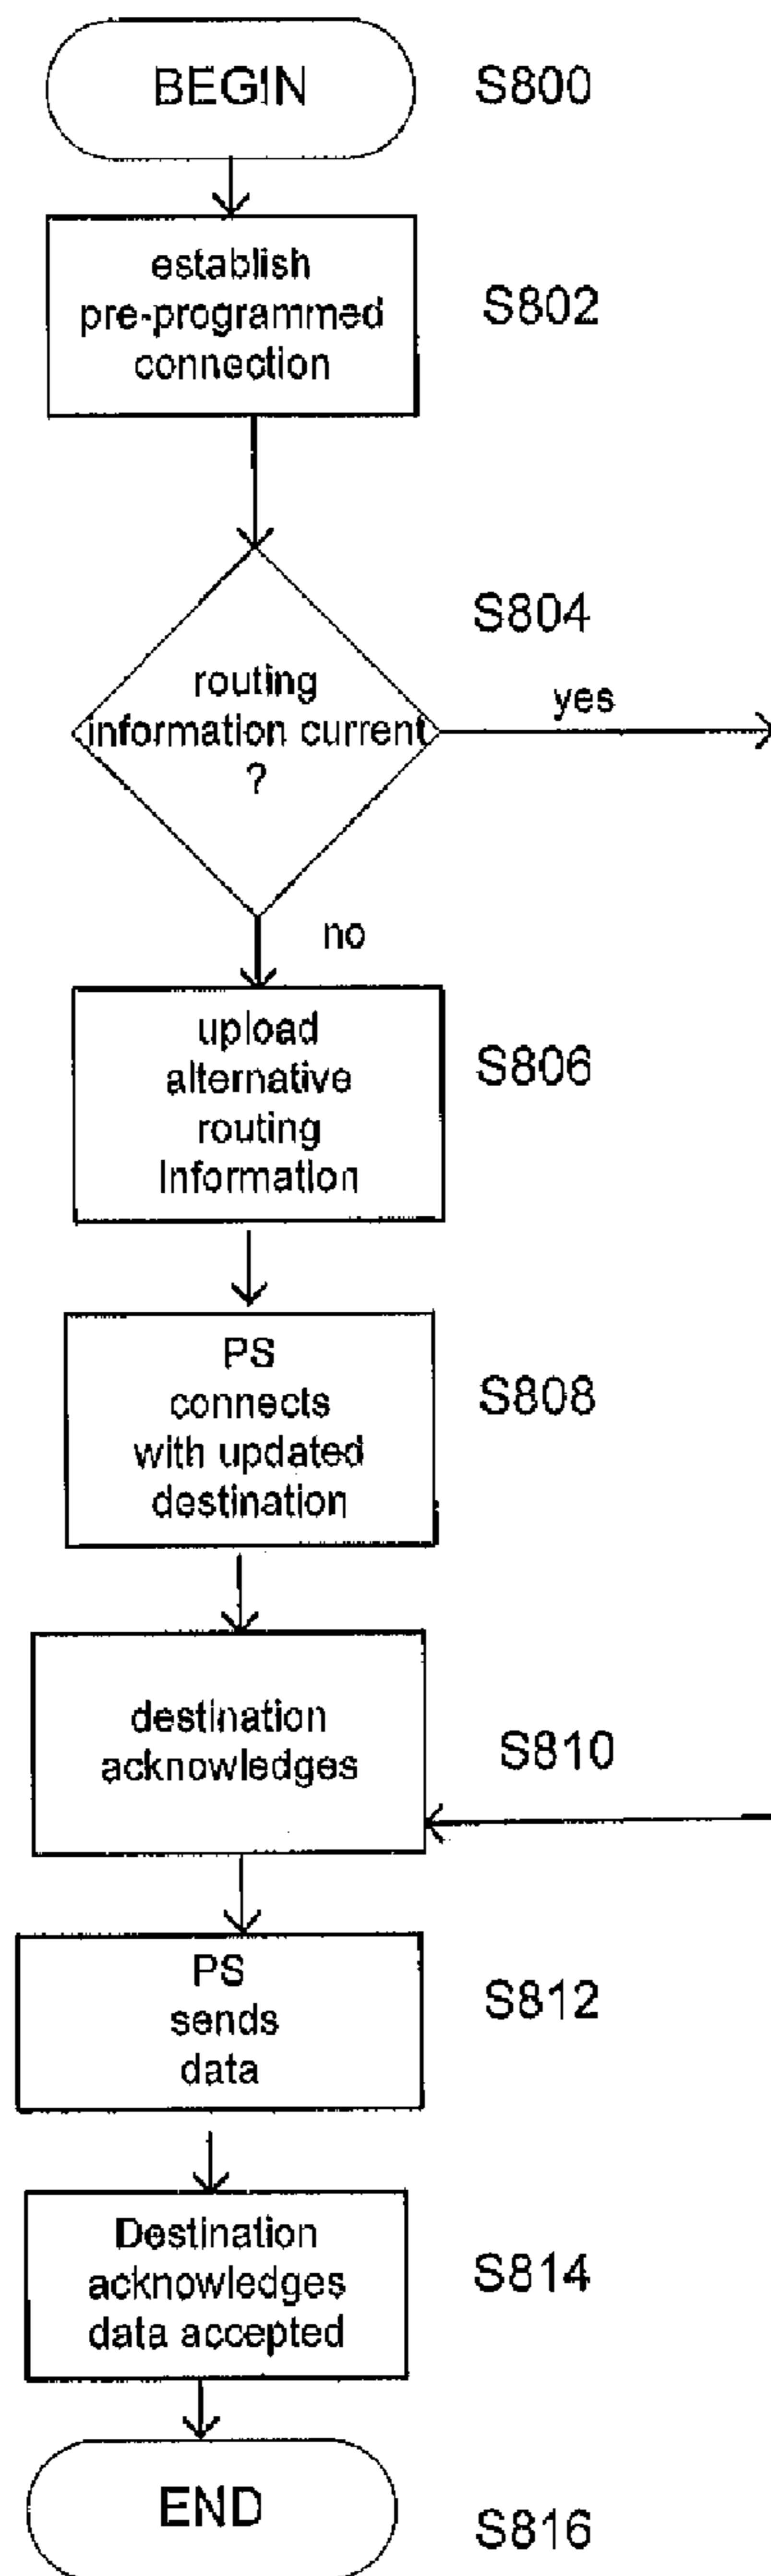 BEGIN
S800
establish
pre-programmed
connection
S802
S804
routing
information current
?
yes
no
upload
alternative
routing
Information
S806
PS
connects
with updated
destination
S808
destination
acknowledges
S810
PS
sends
data
S812
Destination
acknowledges
data accepted
S814
END
S816